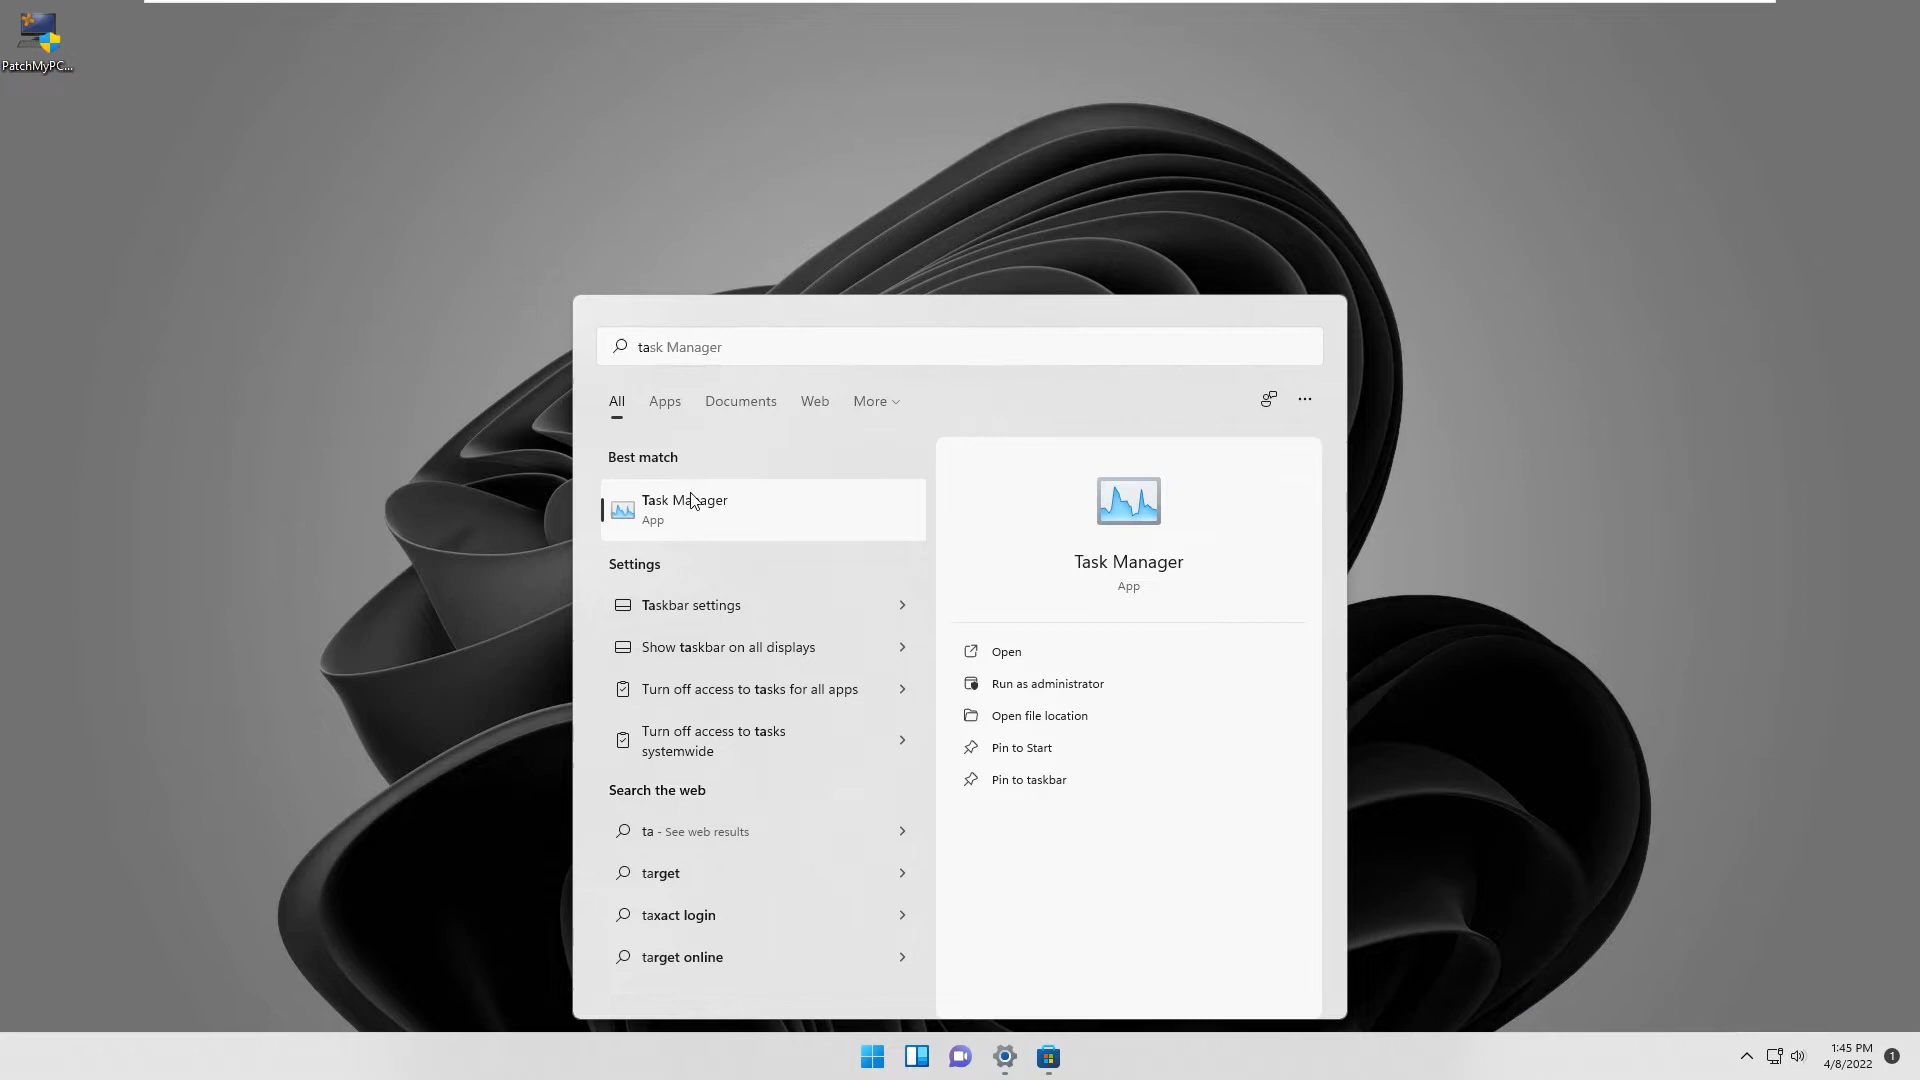 PatchMyPC...
task Manager
All Apps Documents Web More
Best match
Task Manager
App
Settings
Taskbar settings
Show taskbar on all displays
Turn off access to tasks for all apps
Turn off access to tasks
systemwide
Search the web
ta - See web results
target
taxact login
target online
Task Manager
App
Open
Run as administrator
Open file location
Pin to Start
Pin to taskbar
1:45 PM
4/8/2022
1